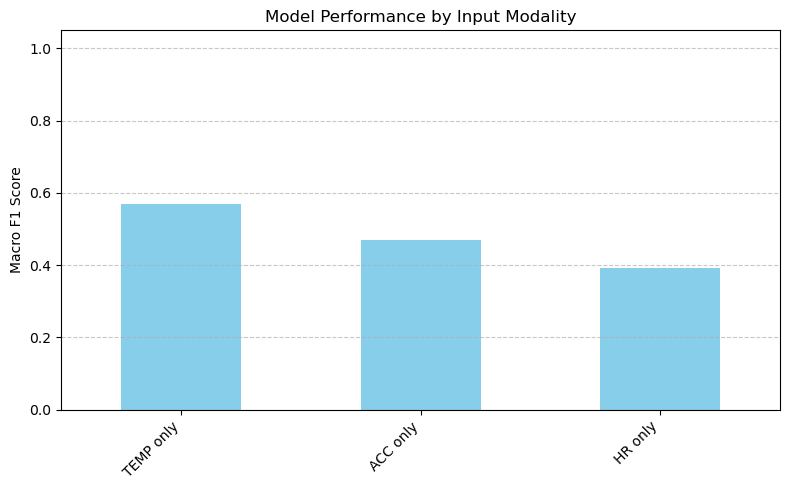 Model Performance by Input Modality
Macro F1 Score
1.0
0.8
0.6
0.4
0.2
0.0
TEMP only
ACC only
HR only